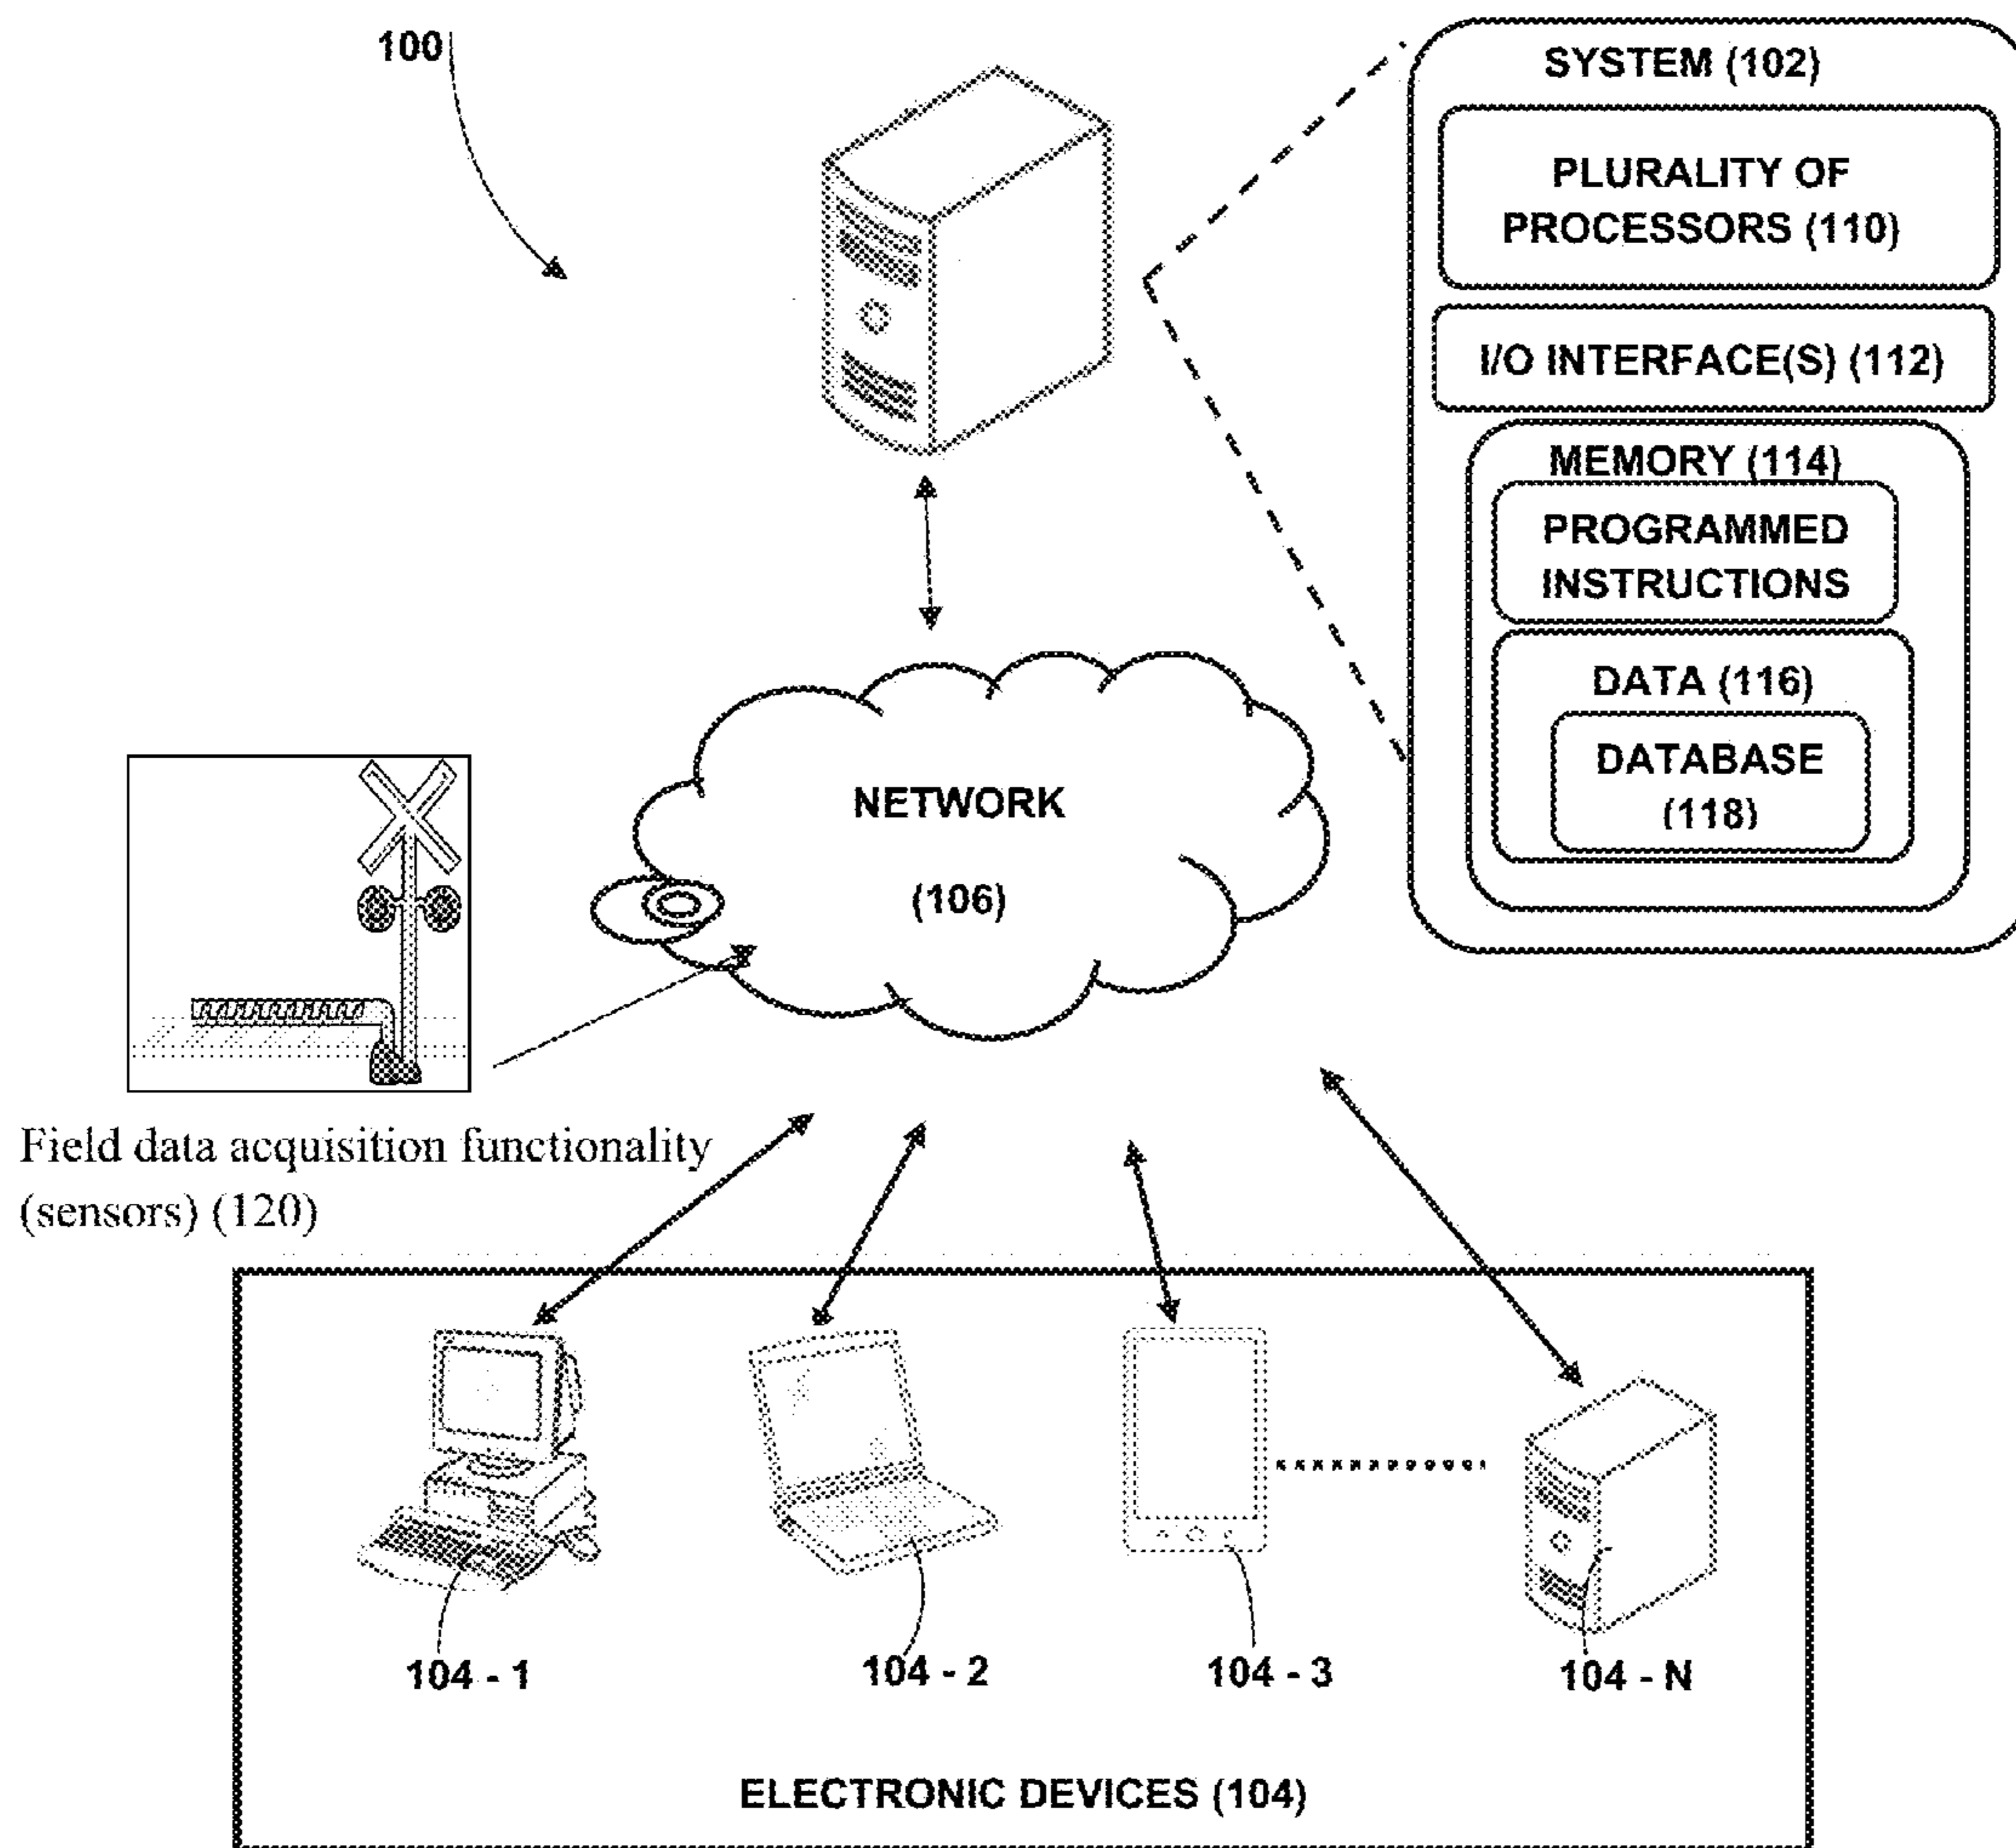 100
SYSTEM (102)
PLURALITY OF
PROCESSORS (110)
I/O INTERFACE(S) (112)
MEMORY (114)
PROGRAMMED
INSTRUCTIONS
DATA (116)
DATABASE
(118)
NETWORK
(106)
Field data acquisition functionality
(sensors) (120)
104 - 1
104 - 2
104 - 3
104 - N
ELECTRONIC DEVICES (104)